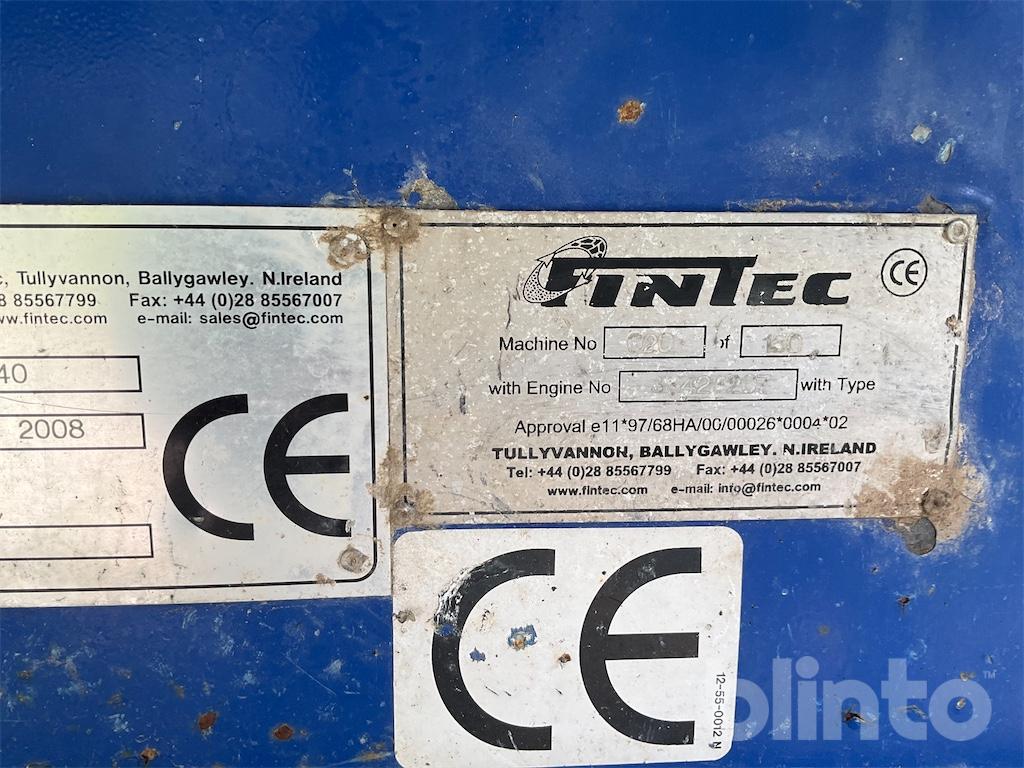 c, Tullyvannon, Ballygawley. N.Ireland
28 85567799 Fax: +44 (0)28 85567007
www.fintec.com e-mail: sales@fintec.com
40
2008
CE
FINTEC
CE
Machine No 020 of
with Engine No with Type
Approval e11*97/68HA/00/00026*0004*02
TULLYVANNON, BALLYGAWLEY. N.IRELAND
Tel: +44 (0)28 85567799 Fax: +44 (0)28 85567007
www.fintec.com e-mail: info@fintec.com
CE
12-55-0012 N
blinto™